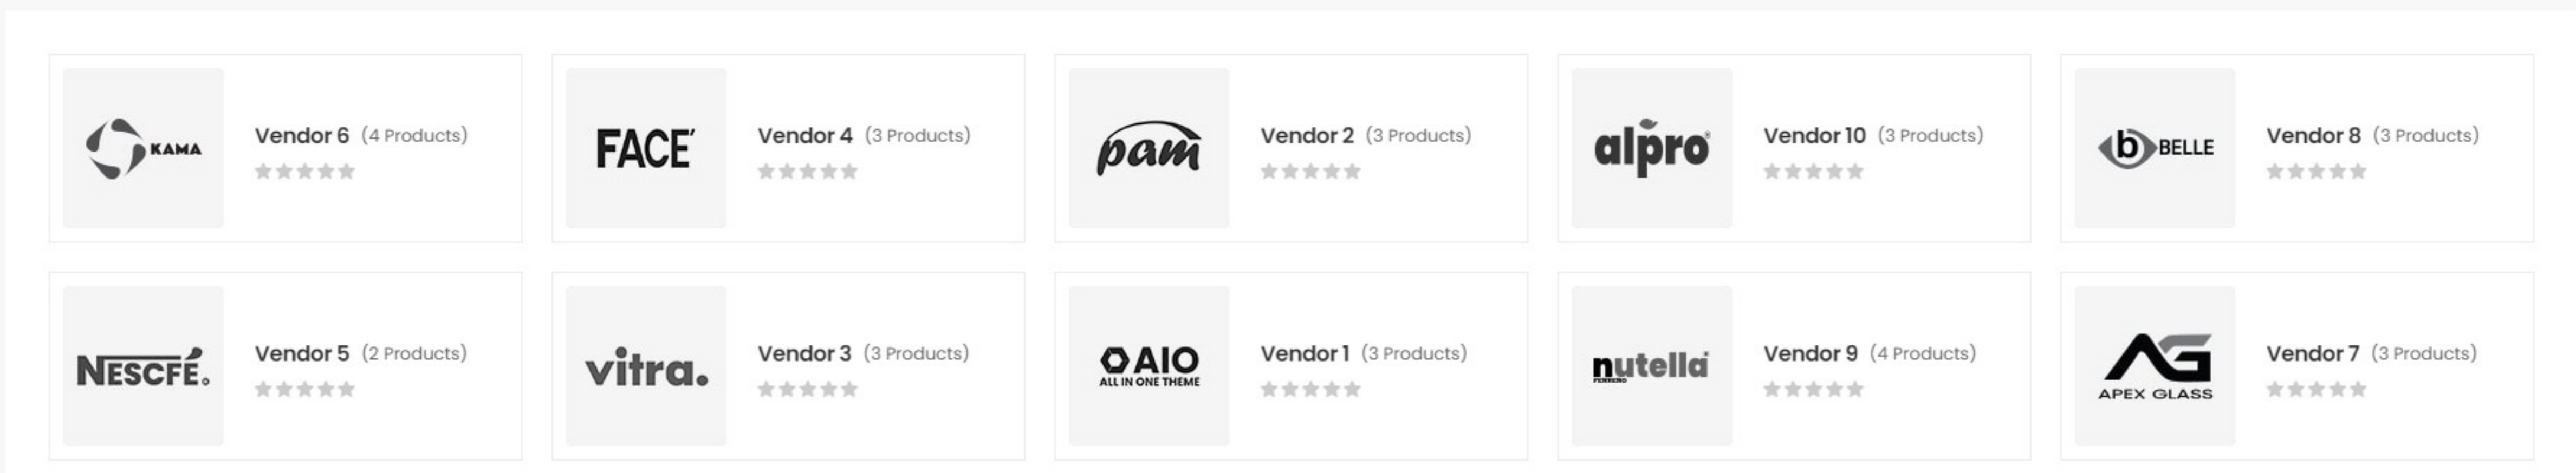 KAMA
Vendor 6 (4 Products)
FACE'
Vendor 4 (3 Products)
pam
Vendor 2 (3 Products)
alpro®
Vendor 10 (3 Products)
b BELLE
Vendor 8 (3 Products)
NESCFÉ.
Vendor 5 (2 Products)
vitra.
Vendor 3 (3 Products)
AIO
ALL IN ONE THEME
Vendor 1 (3 Products)
nutella
FERRERO
Vendor 9 (4 Products)
AG
APEX GLASS
Vendor 7 (3 Products)